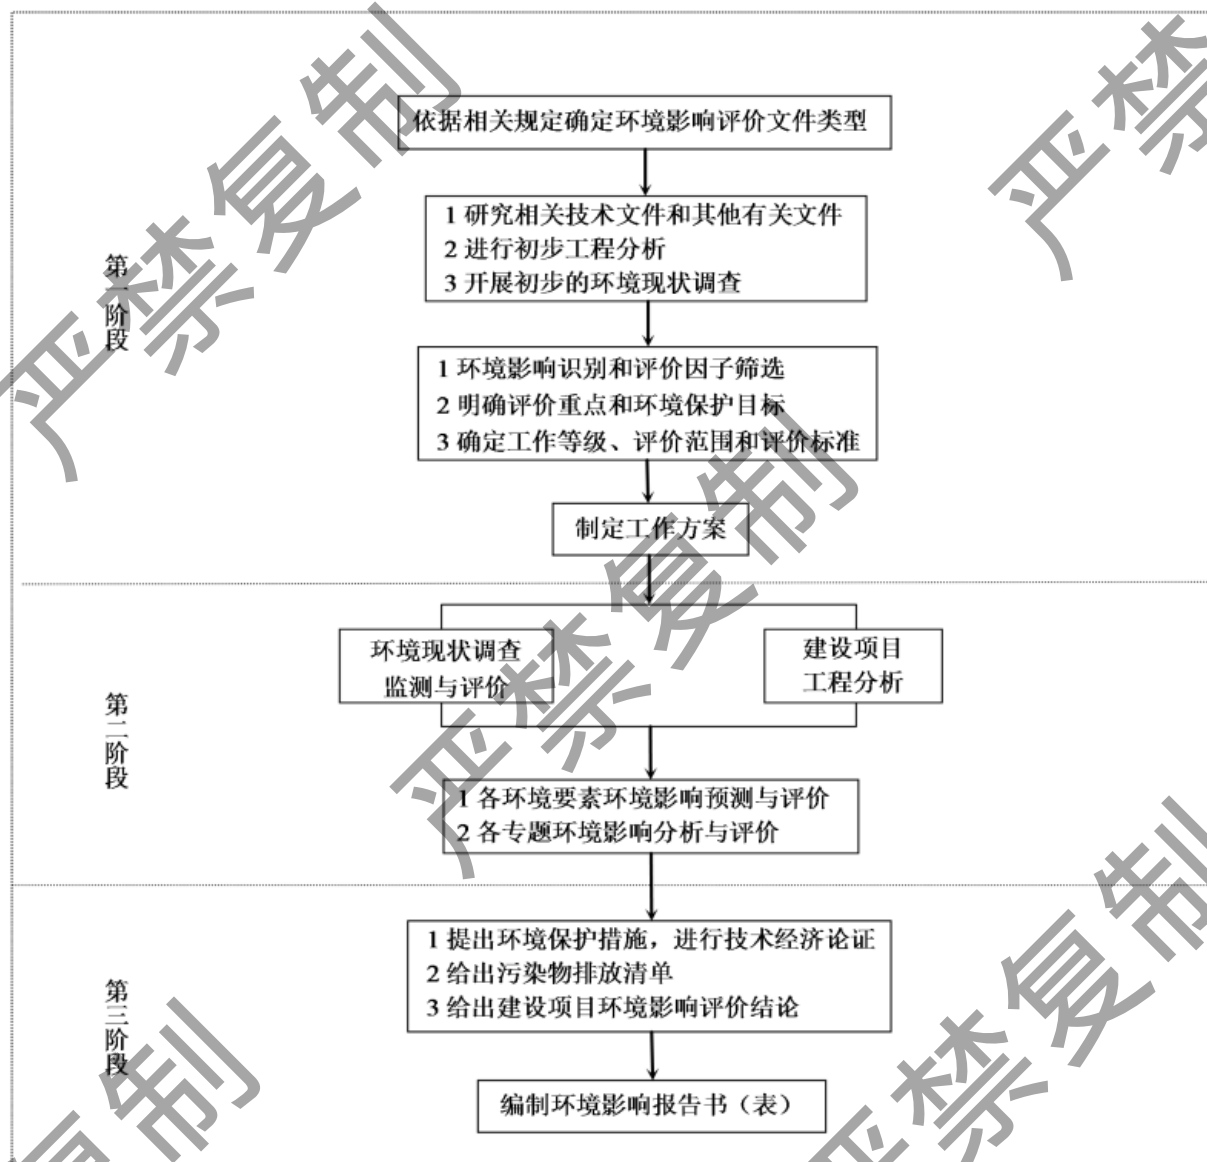 依据相关规定确定环境影响评价文件类型
1 研究相关技术文件和其他有关文件
2 进行初步工程分析
3 开展初步的环境现状调查
第一阶段
1 环境影响识别和评价因子筛选
2 明确评价重点和环境保护目标
3 确定工作等级、评价范围和评价标准
制定工作方案
环境现状调查
监测与评价
建设项目
工程分析
第二阶段
1 各环境要素环境影响预测与评价
2 各专题环境影响分析与评价
1 提出环境保护措施，进行技术经济论证
2 给出污染物排放清单
3 给出建设项目环境影响评价结论
第三阶段
编制环境影响报告书（表）
严禁复制
严禁
严禁复制
复制
严禁复制